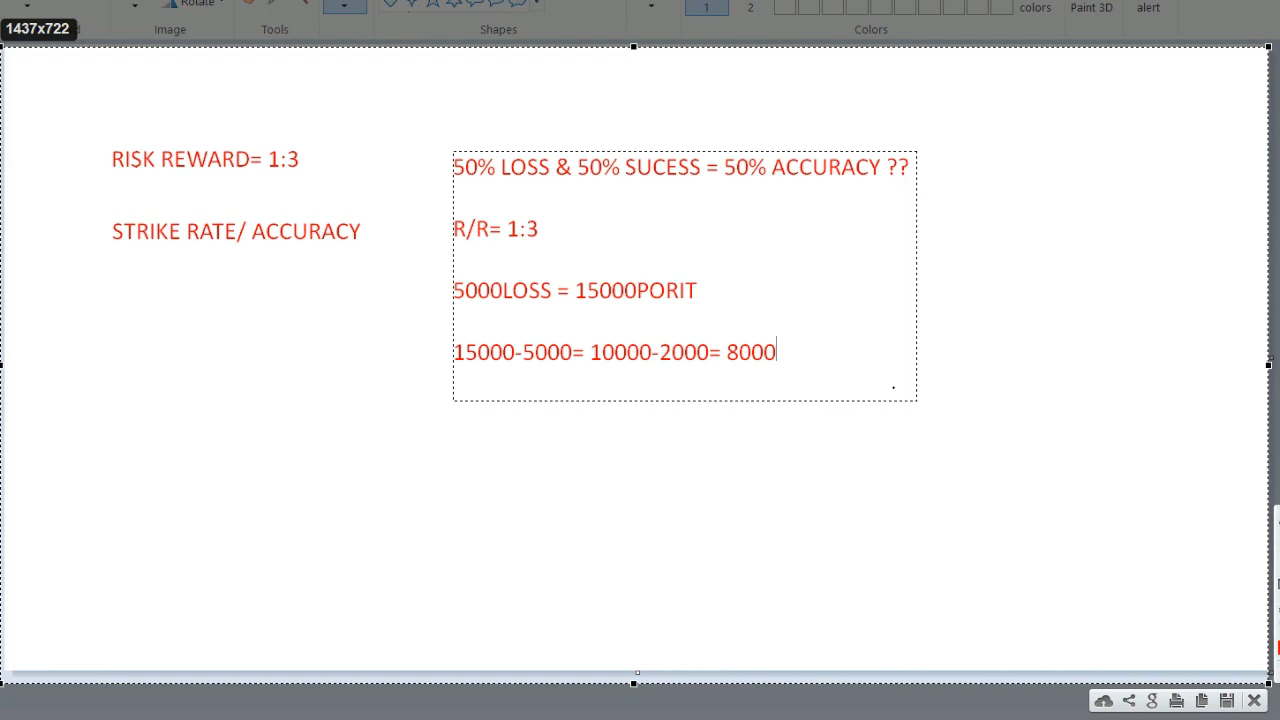 Rotate
1 2 colors Paint 3D alert
1437x722
Image Tools Shapes Colors
RISK REWARD= 1:3
STRIKE RATE/ ACCURACY
50% LOSS & 50% SUCESS = 50% ACCURACY ??
R/R= 1:3
5000LOSS = 15000PORIT
15000-5000= 10000-2000= 8000